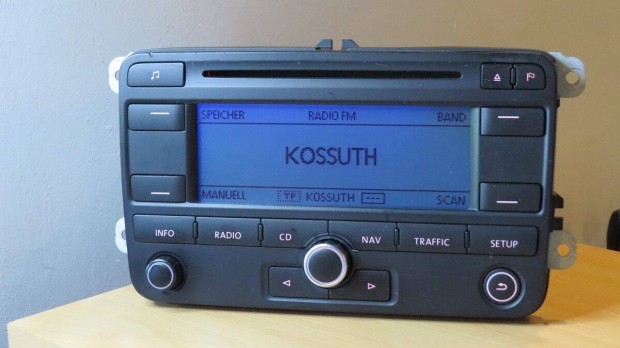 SPEICHER RADIO FM BAND
KOSSUTH
MANUELL TP KOSSUTH --- SCAN
INFO RADIO CD NAV TRAFFIC SETUP